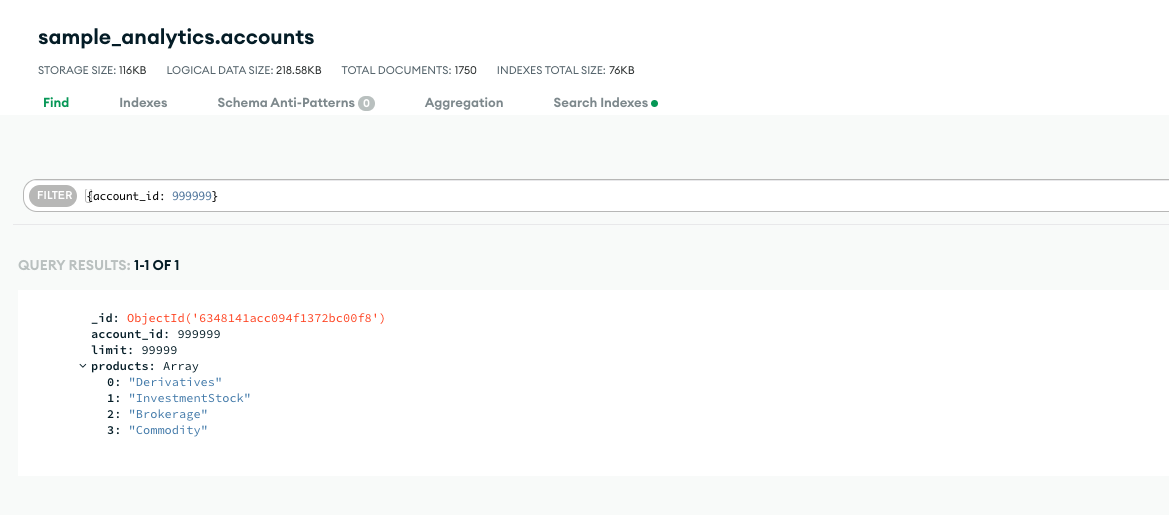 sample_analytics.accounts
STORAGE SIZE: 116KB LOGICAL DATA SIZE: 218.58KB TOTAL DOCUMENTS: 1750 INDEXES TOTAL SIZE: 76KB
Find Indexes Schema Anti-Patterns 0 Aggregation Search Indexes
FILTER {account_id: 999999}
QUERY RESULTS: 1-1 OF 1
_id: ObjectId('6348141acc094f1372bc00f8')
account_id: 999999
limit: 99999
products: Array
0: "Derivatives"
1: "InvestmentStock"
2: "Brokerage"
3: "Commodity"